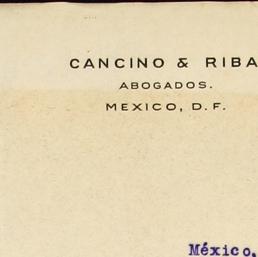 CANCINO & RIBA
ABOGADOS.
MEXICO, D.F.
México,